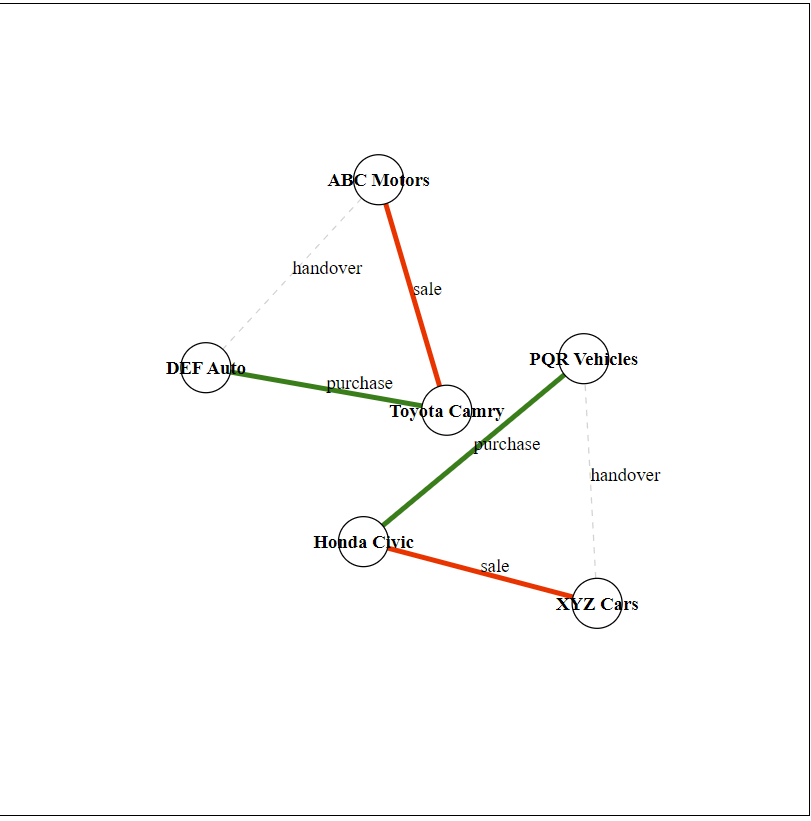 ABC Motors
handover
sale
PQR Vehicles
DEF Auto
purchase
Toyota Camry
purchase
handover
Honda Civic
sale
XYZ Cars